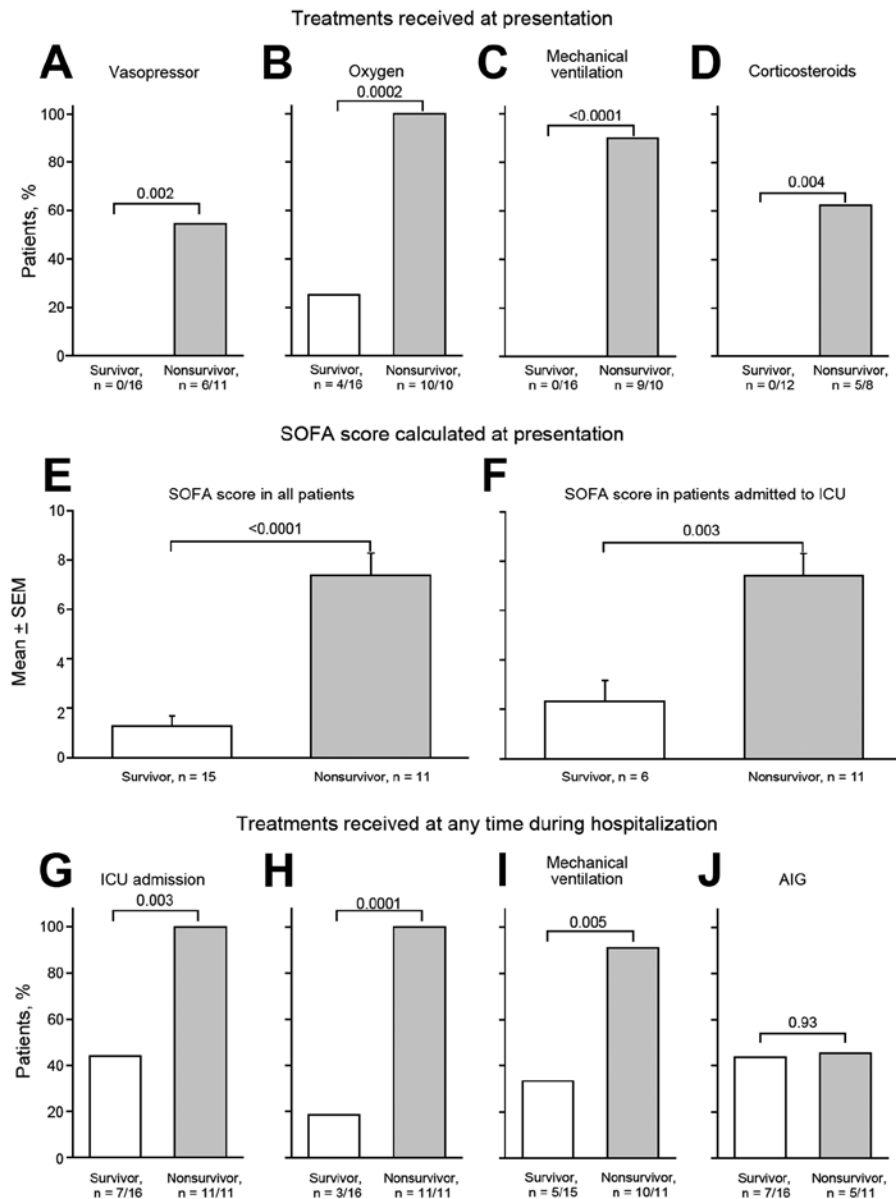 Treatments received at presentation
A
Vasopressor
B
Oxygen
C
Mechanical
ventilation
D
Corticosteroids
Patients, %
100
80
60
40
20
0
0.002
0.0002
<0.0001
0.004
Survivor,
n = 0/16
Nonsurvivor,
n = 6/11
Survivor,
n = 4/16
Nonsurvivor,
n = 10/10
Survivor,
n = 0/16
Nonsurvivor,
n = 9/10
Survivor,
n = 0/12
Nonsurvivor,
n = 5/8
SOFA score calculated at presentation
E
SOFA score in all patients
F
SOFA score in patients admitted to ICU
Mean ± SEM
10
8
6
4
2
0
<0.0001
0.003
Survivor, n = 15
Nonsurvivor, n = 11
Survivor, n = 6
Nonsurvivor, n = 11
Treatments received at any time during hospitalization
G
ICU admission
H
I
Mechanical
ventilation
J
AIG
Patients, %
100
80
60
40
20
0
0.003
0.0001
0.005
0.93
Survivor,
n = 7/16
Nonsurvivor,
n = 11/11
Survivor,
n = 3/16
Nonsurvivor,
n = 11/11
Survivor,
n = 5/15
Nonsurvivor,
n = 10/11
Survivor,
n = 7/16
Nonsurvivor,
n = 5/11